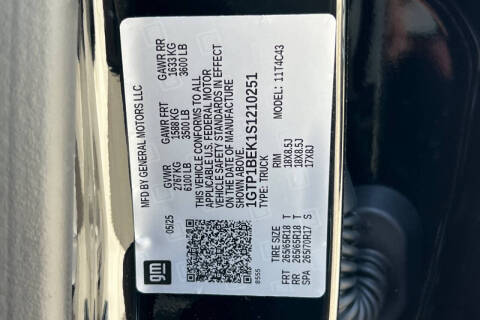 MFD BY GENERAL MOTORS LLC
05/25
GVWR
2767 KG
6100 LB
GAWR FRT
1588 KG
3500 LB
GAWR RR
1633 KG
3600 LB
THIS VEHICLE CONFORMS TO ALL
APPLICABLE U.S. FEDERAL MOTOR
VEHICLE SAFETY STANDARDS IN EFFECT
ON THE DATE OF MANUFACTURE
SHOWN ABOVE.
1GTP1BEK1S1210251
TYPE: TRUCK
MODEL: 11T4C43
TIRE SIZE
RIM
FRT 265/65R18 T 18X8.5J
RR 265/65R18 T 18X8.5J
SPA 265/70R17 S 17X8J
gm
8555